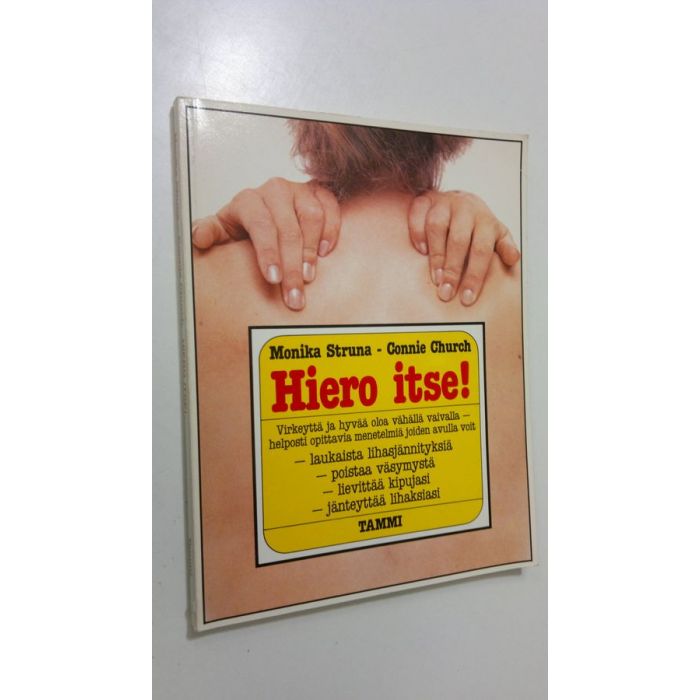 Monika Struna - Connie Church
Hiero itse!
Virkeyttä ja hyvää oloa vähällä vaivalla —
helposti opittavia menetelmiä joiden avulla voit
— laukaista lihasjännityksiä
— poistaa väsymystä
— lievittää kipujasi
— jänteyttää lihaksiasi
TAMMI